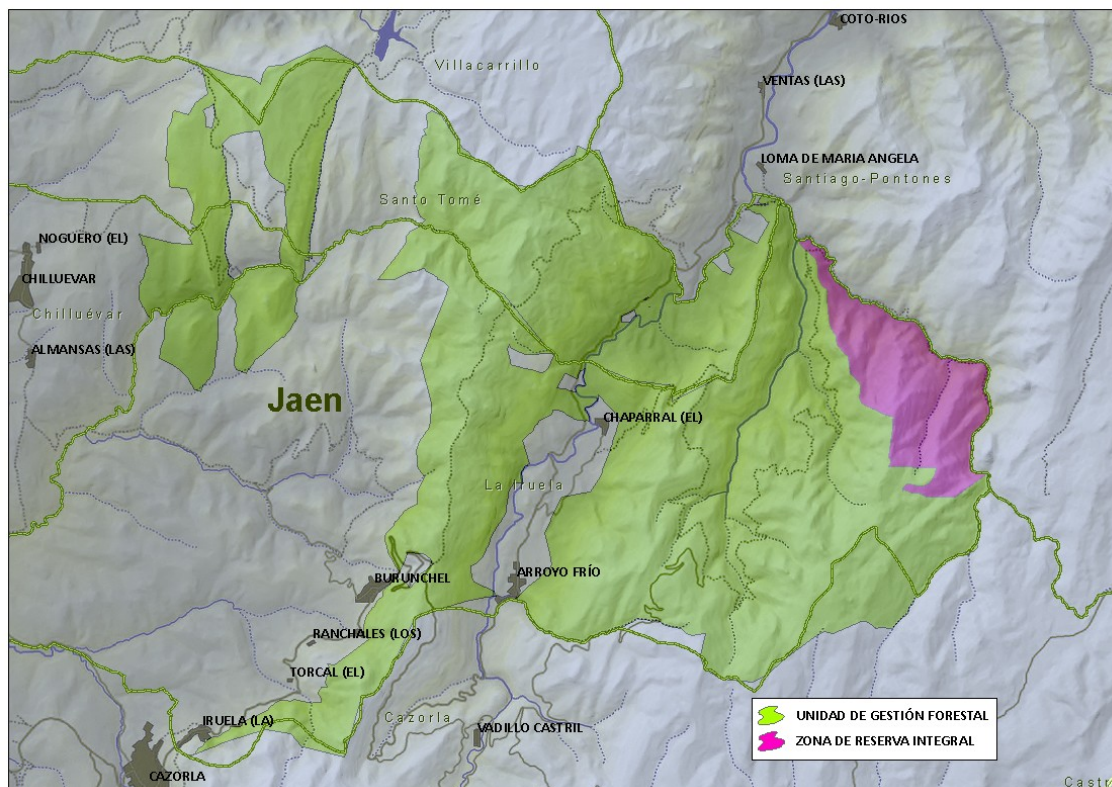 COTO-RIOS
Villacarrillo
VENTAS (LAS)
LOMA DE MARIA ANGELA
Santiago-Pontones
Santo Tomé
NOGUERO (EL)
CHILLUEVAR
Chilluévar
ALMANSAS (LAS)
Jaen
CHAPARRAL (EL)
La Iruela
ARROYO FRÍO
BURUNCHEL
RANCHALES (LOS)
TORCAL (EL)
IRUELA (LA)
Cazorla
VADILLO CASTRIL
CAZORLA
UNIDAD DE GESTIÓN FORESTAL
ZONA DE RESERVA INTEGRAL
Castr